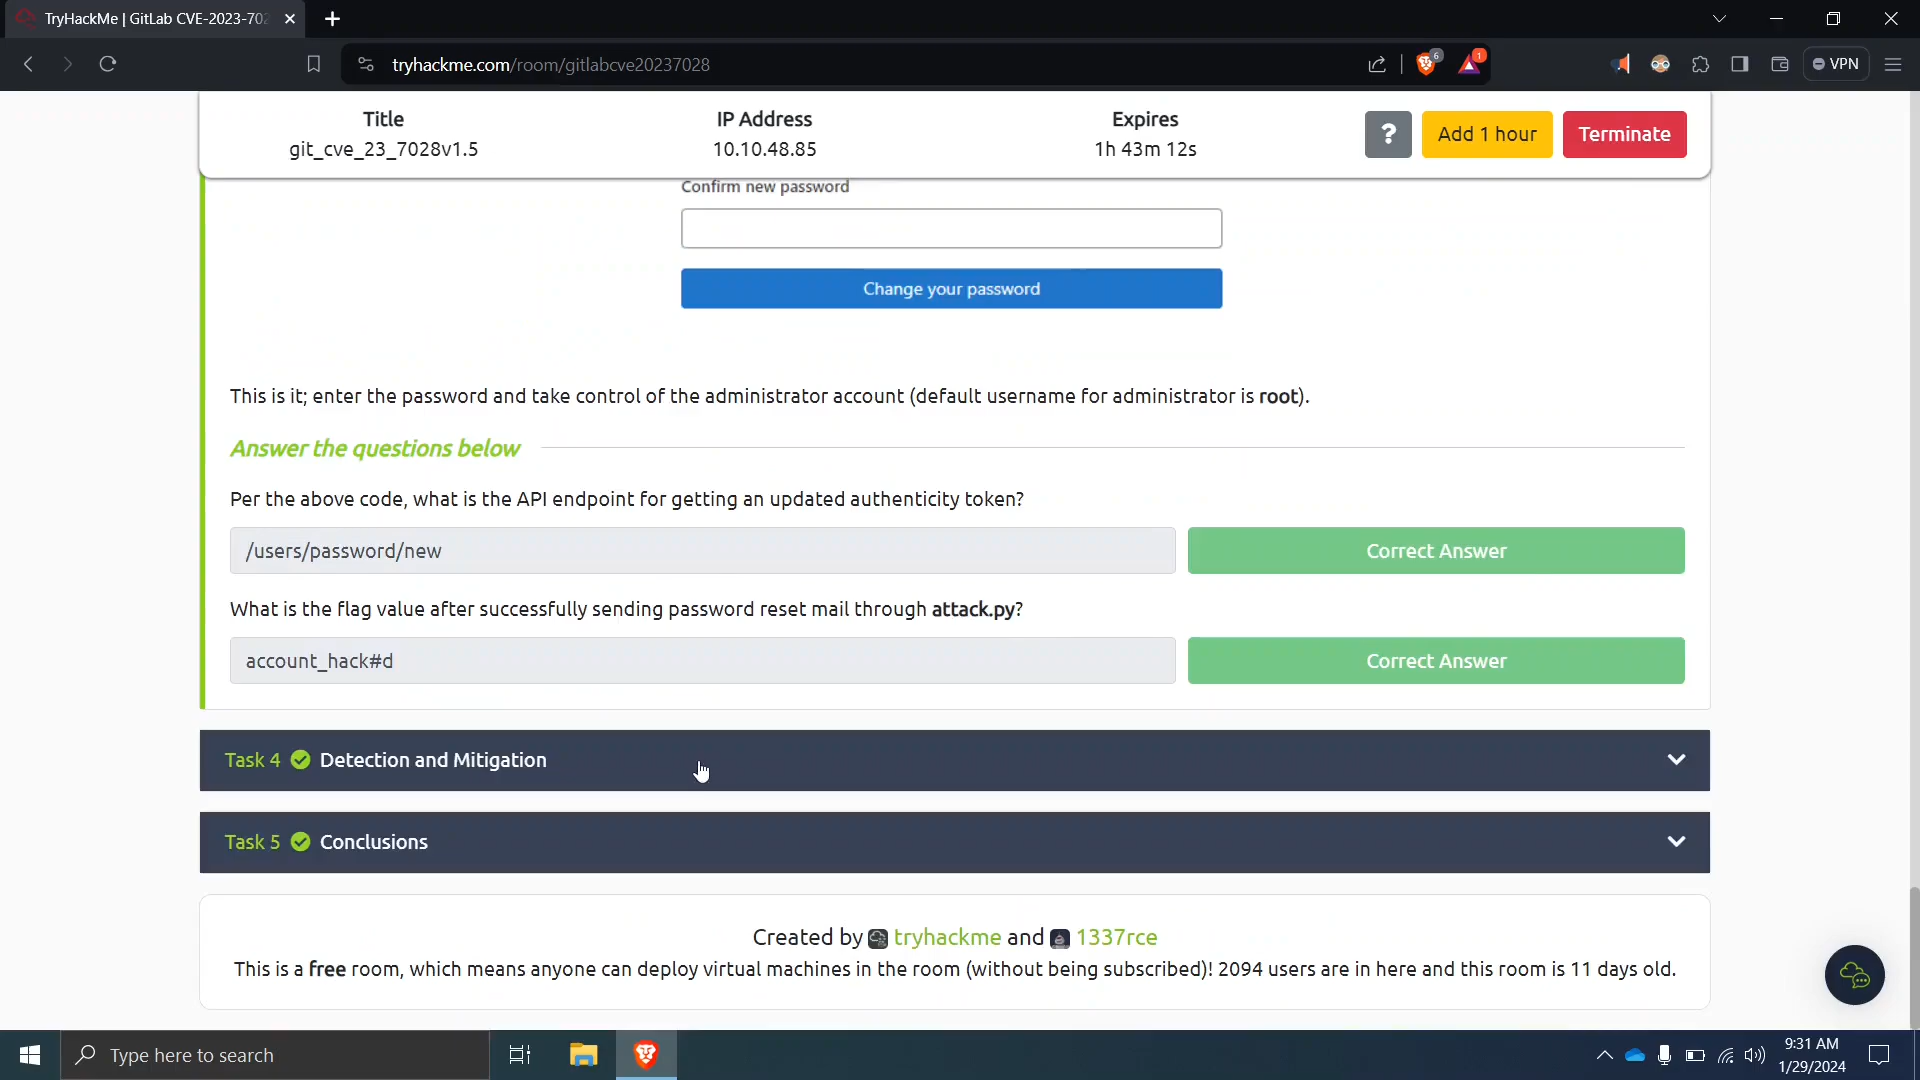 TryHackMe | GitLab CVE-2023-702
tryhackme.com/room/gitlabcve20237028
6
1
VPN
Title
IP Address
Expires
git_cve_23_7028v1.5
10.10.48.85
1h 43m 12s
?
Add 1 hour
Terminate
Confirm new password
Change your password
This is it; enter the password and take control of the administrator account (default username for administrator is root).
Answer the questions below
Per the above code, what is the API endpoint for getting an updated authenticity token?
/users/password/new
Correct Answer
What is the flag value after successfully sending password reset mail through attack.py?
account_hack#d
Correct Answer
Task 4 Detection and Mitigation
Task 5 Conclusions
Created by tryhackme and 1337rce
This is a free room, which means anyone can deploy virtual machines in the room (without being subscribed)! 2094 users are in here and this room is 11 days old.
Type here to search
9:31 AM
1/29/2024